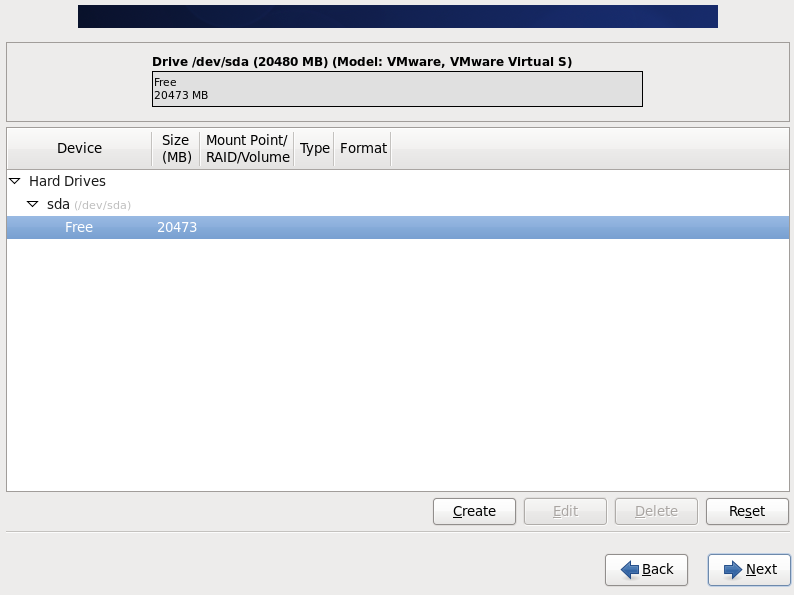 Drive /dev/sda (20480 MB) (Model: VMware, VMware Virtual S)
Free
20473 MB
Device Size (MB) Mount Point/ RAID/Volume Type Format
Hard Drives
sda (/dev/sda)
Free 20473
Create Edit Delete Reset
Back Next